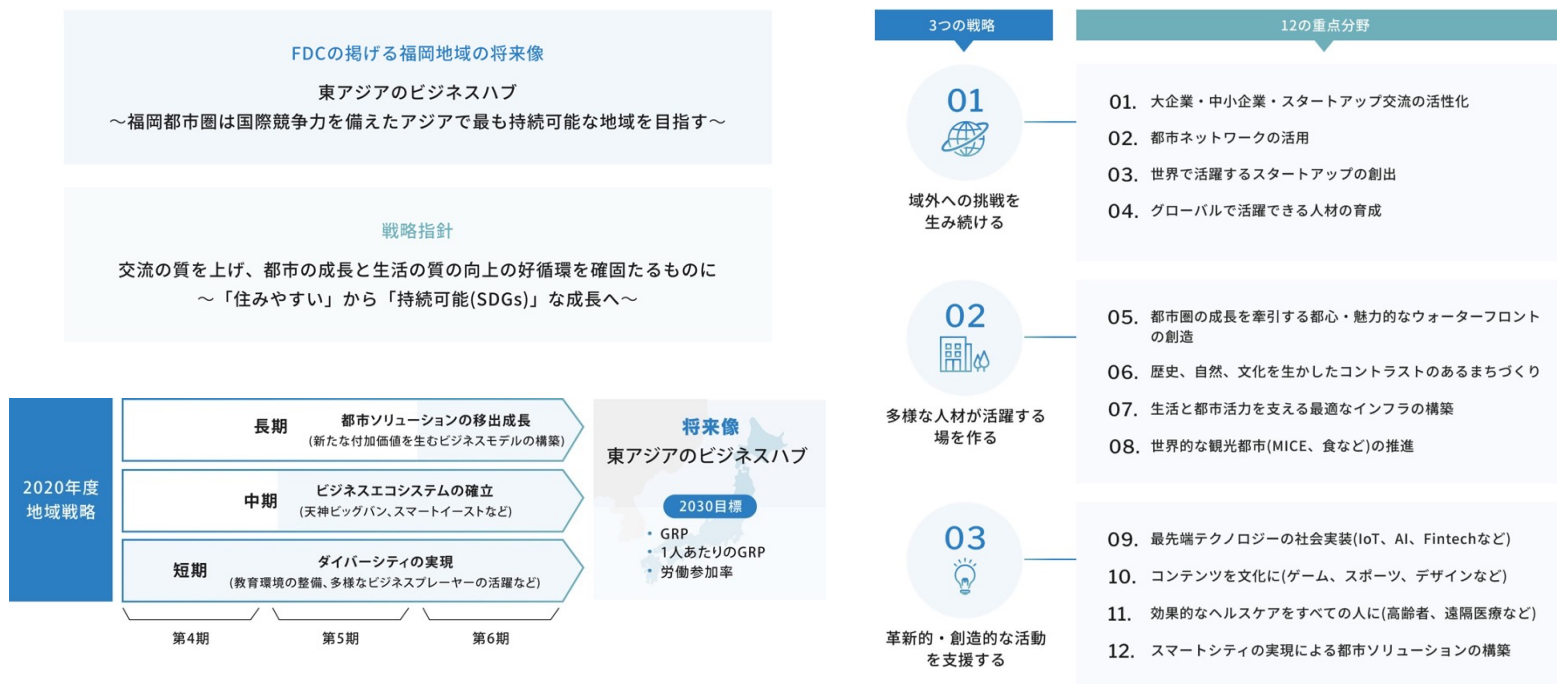 FDCの掲げる福岡地域の将来像
東アジアのビジネスハブ
～福岡都市圏は国際競争力を備えたアジアで最も持続可能な地域を目指す～
戦略指針
交流の質を上げ、都市の成長と生活の質の向上の好循環を確固たるものに
～「住みやすい」から「持続可能(SDGs)」な成長へ～
2020年度
地域戦略
長期
都市ソリューションの移出成長
(新たな付加価値を生むビジネスモデルの構築)
中期
ビジネスエコシステムの確立
(天神ビッグバン、スマートイーストなど)
短期
ダイバーシティの実現
(教育環境の整備、多様なビジネスプレーヤーの活躍など)
第4期
第5期
第6期
将来像
東アジアのビジネスハブ
2030目標
• GRP
• 1人あたりのGRP
• 労働参加率
3つの戦略
12の重点分野
01
域外への挑戦を
生み続ける
01. 大企業・中小企業・スタートアップ交流の活性化
02. 都市ネットワークの活用
03. 世界で活躍するスタートアップの創出
04. グローバルで活躍できる人材の育成
02
多様な人材が活躍する
場を作る
05. 都市圏の成長を牽引する都心・魅力的なウォーターフロント
の創造
06. 歴史、自然、文化を生かしたコントラストのあるまちづくり
07. 生活と都市活力を支える最適なインフラの構築
08. 世界的な観光都市(MICE、食など)の推進
03
革新的・創造的な活動
を支援する
09. 最先端テクノロジーの社会実装(IoT、AI、Fintechなど)
10. コンテンツを文化に(ゲーム、スポーツ、デザインなど)
11. 効果的なヘルスケアをすべての人に(高齢者、遠隔医療など)
12. スマートシティの実現による都市ソリューションの構築